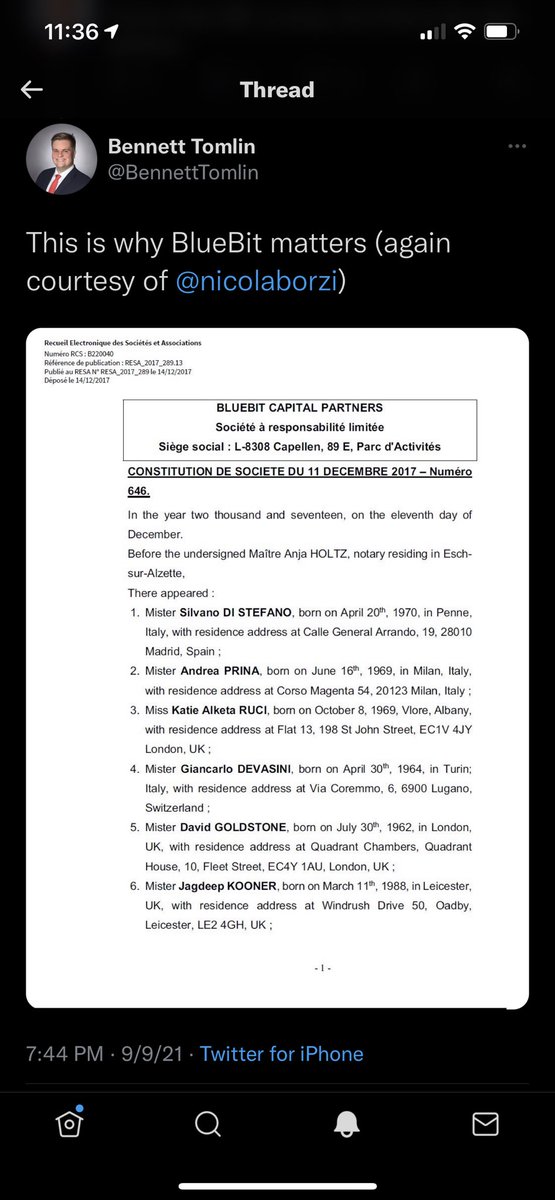 11:36
Thread
Bennett Tomlin
@BennettTomlin
This is why BlueBit matters (again
courtesy of @nicolaborzi)
Recueil Electronique des Sociétés et Associations
Numéro RCS : B220040
Référence de publication : RESA_2017_289.13
Publié au RESA N° RESA_2017_289 le 14/12/2017
Déposé le 14/12/2017
BLUEBIT CAPITAL PARTNERS
Société à responsabilité limitée
Siège social : L-8308 Capellen, 89 E, Parc d'Activités
CONSTITUTION DE SOCIETE DU 11 DECEMBRE 2017 – Numéro
646.
In the year two thousand and seventeen, on the eleventh day of
December.
Before the undersigned Maître Anja HOLTZ, notary residing in Esch-
sur-Alzette,
There appeared :
1. Mister Silvano DI STEFANO, born on April 20th, 1970, in Penne,
Italy, with residence address at Calle General Arrando, 19, 28010
Madrid, Spain ;
2. Mister Andrea PRINA, born on June 16th, 1969, in Milan, Italy,
with residence address at Corso Magenta 54, 20123 Milan, Italy ;
3. Miss Katie Alketa RUCI, born on October 8, 1969, Vlore, Albany,
with residence address at Flat 13, 198 St John Street, EC1V 4JY
London, UK ;
4. Mister Giancarlo DEVASINI, born on April 30th, 1964, in Turin;
Italy, with residence address at Via Coremmo, 6, 6900 Lugano,
Switzerland ;
5. Mister David GOLDSTONE, born on July 30th, 1962, in London,
UK, with residence address at Quadrant Chambers, Quadrant
House, 10, Fleet Street, EC4Y 1AU, London, UK ;
6. Mister Jagdeep KOONER, born on March 11th, 1988, in Leicester,
UK, with residence address at Windrush Drive 50, Oadby,
Leicester, LE2 4GH, UK ;
- 1 -
7:44 PM · 9/9/21 · Twitter for iPhone